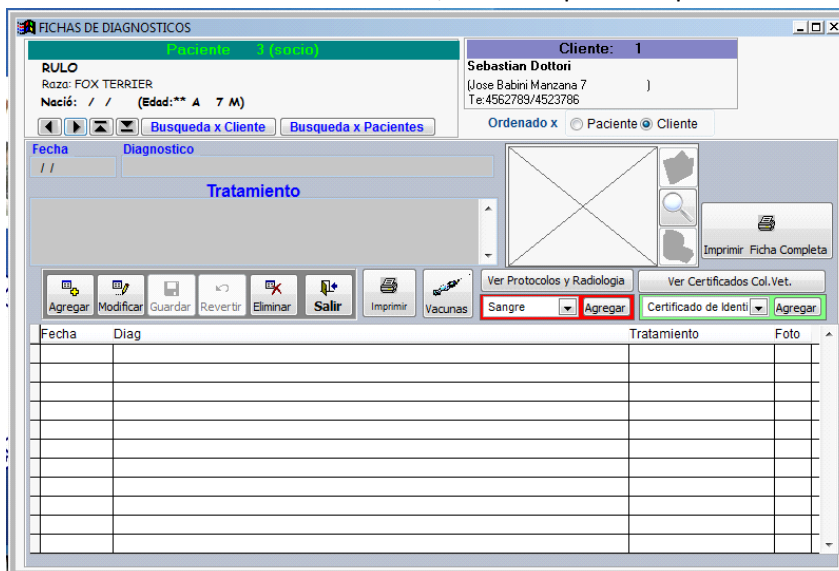 FICHAS DE DIAGNOSTICOS
Paciente 3 (socio)
RULO
Raza: FOX TERRIER
Nació: / / (Edad:** A 7 M)
Cliente: 1
Sebastian Dottori
(Jose Babini Manzana 7 )
Te:4562789/4523786
Busqueda x Cliente
Busqueda x Pacientes
Ordenado x
Paciente
Cliente
Fecha
Diagnostico
/ /
Tratamiento
Imprimir Ficha Completa
Agregar
Modificar
Guardar
Revertir
Eliminar
Salir
Imprimir
Vacunas
Ver Protocolos y Radiologia
Ver Certificados Col.Vet.
Sangre
Agregar
Certificado de Identi
Agregar
Fecha Diag Tratamiento Foto